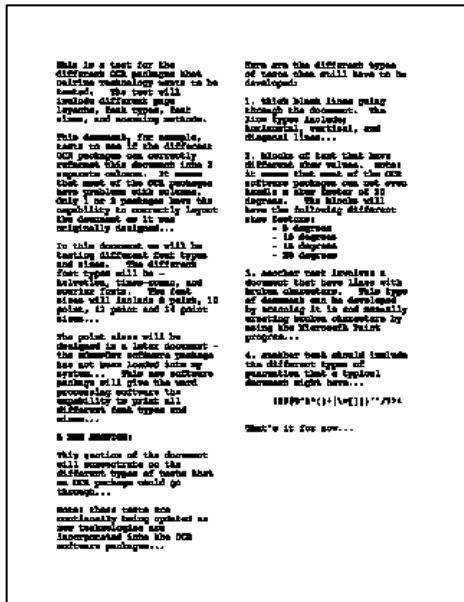 This is a test for the
different OCR packages that
Calrine Technology wants to be
tested. The test will
include different page
layouts, font types, font
sizes, and scanning methods.
This document, for example,
tests to see if the different
OCR packages can correctly
reformat this document into 2
separate columns. It seems
that most of the OCR packages
have problems with columns.
Only 1 or 2 packages have the
capability to correctly layout
the document as it was
originally designed...
In this document we will be
testing different font types
and sizes. The different
font types will be -
helvetica, times-roman, and
courier fonts. The font
sizes will include 8 point, 10
point, 12 point and 14 point
sizes...
The point sizes will be
designed in a later document -
the software package
has not been loaded into my
system... This new software
package will give the word
processing software the
capability to print all
different font types and
sizes...
A NEW SECTION:
This section of the document
will concentrate on the
different types of tests that
an OCR package would go
through...
Note: these tests are
continually being updated as
new technologies are
incorporated into the OCR
software packages...
Here are the different types
of tests that still have to be
developed:
1. thick black lines going
through the document. The
line types include;
horizontal, vertical, and
diagonal lines...
2. blocks of text that have
different skew values. Note:
it seems that most of the OCR
software packages can not even
handle a skew factor of 20
degrees. The blocks will
have the following different
skew factors:
- 5 degrees
- 10 degrees
- 15 degrees
- 20 degrees
3. another test involves a
document that have lines with
broken characters. This type
of document can be developed
by scanning it in and manually
creating broken characters by
using the Microsoft Paint
program...
4. another test should include
the different types of
punctuation that a typical
document might have...
That's it for now...